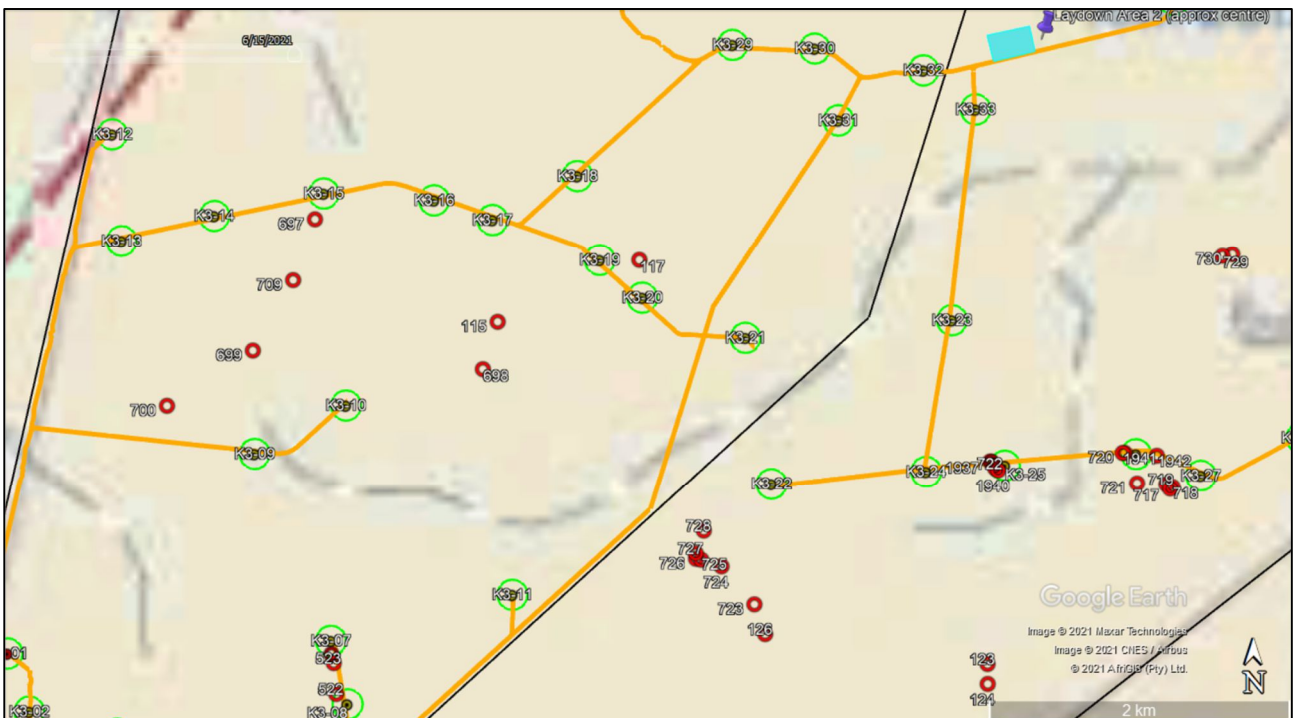 Laydown Area 2 (approx centre)
6/15/2021
K3-29
K3-30
K3-32
K3-33
K3-31
K3-12
K3-18
K3-15
K3-16
K3-14
K3-17
697
K3-13
K3-19
117
730
729
709
K3-20
115
K3-23
K3-21
699
698
700
K3-10
K3-09
720
1941
1942
K3-24
1937
722
K3-25
1940
K3-22
721
717
719
718
K3-27
728
727
726
725
724
K3-11
723
126
Google Earth
Image © 2021 Maxar Technologies
Image © 2021 CNES / Airbus
© 2021 AfriGIS (Pty) Ltd.
01
K3-07
523
522
K3-08
K3-02
123
124
N
2 km